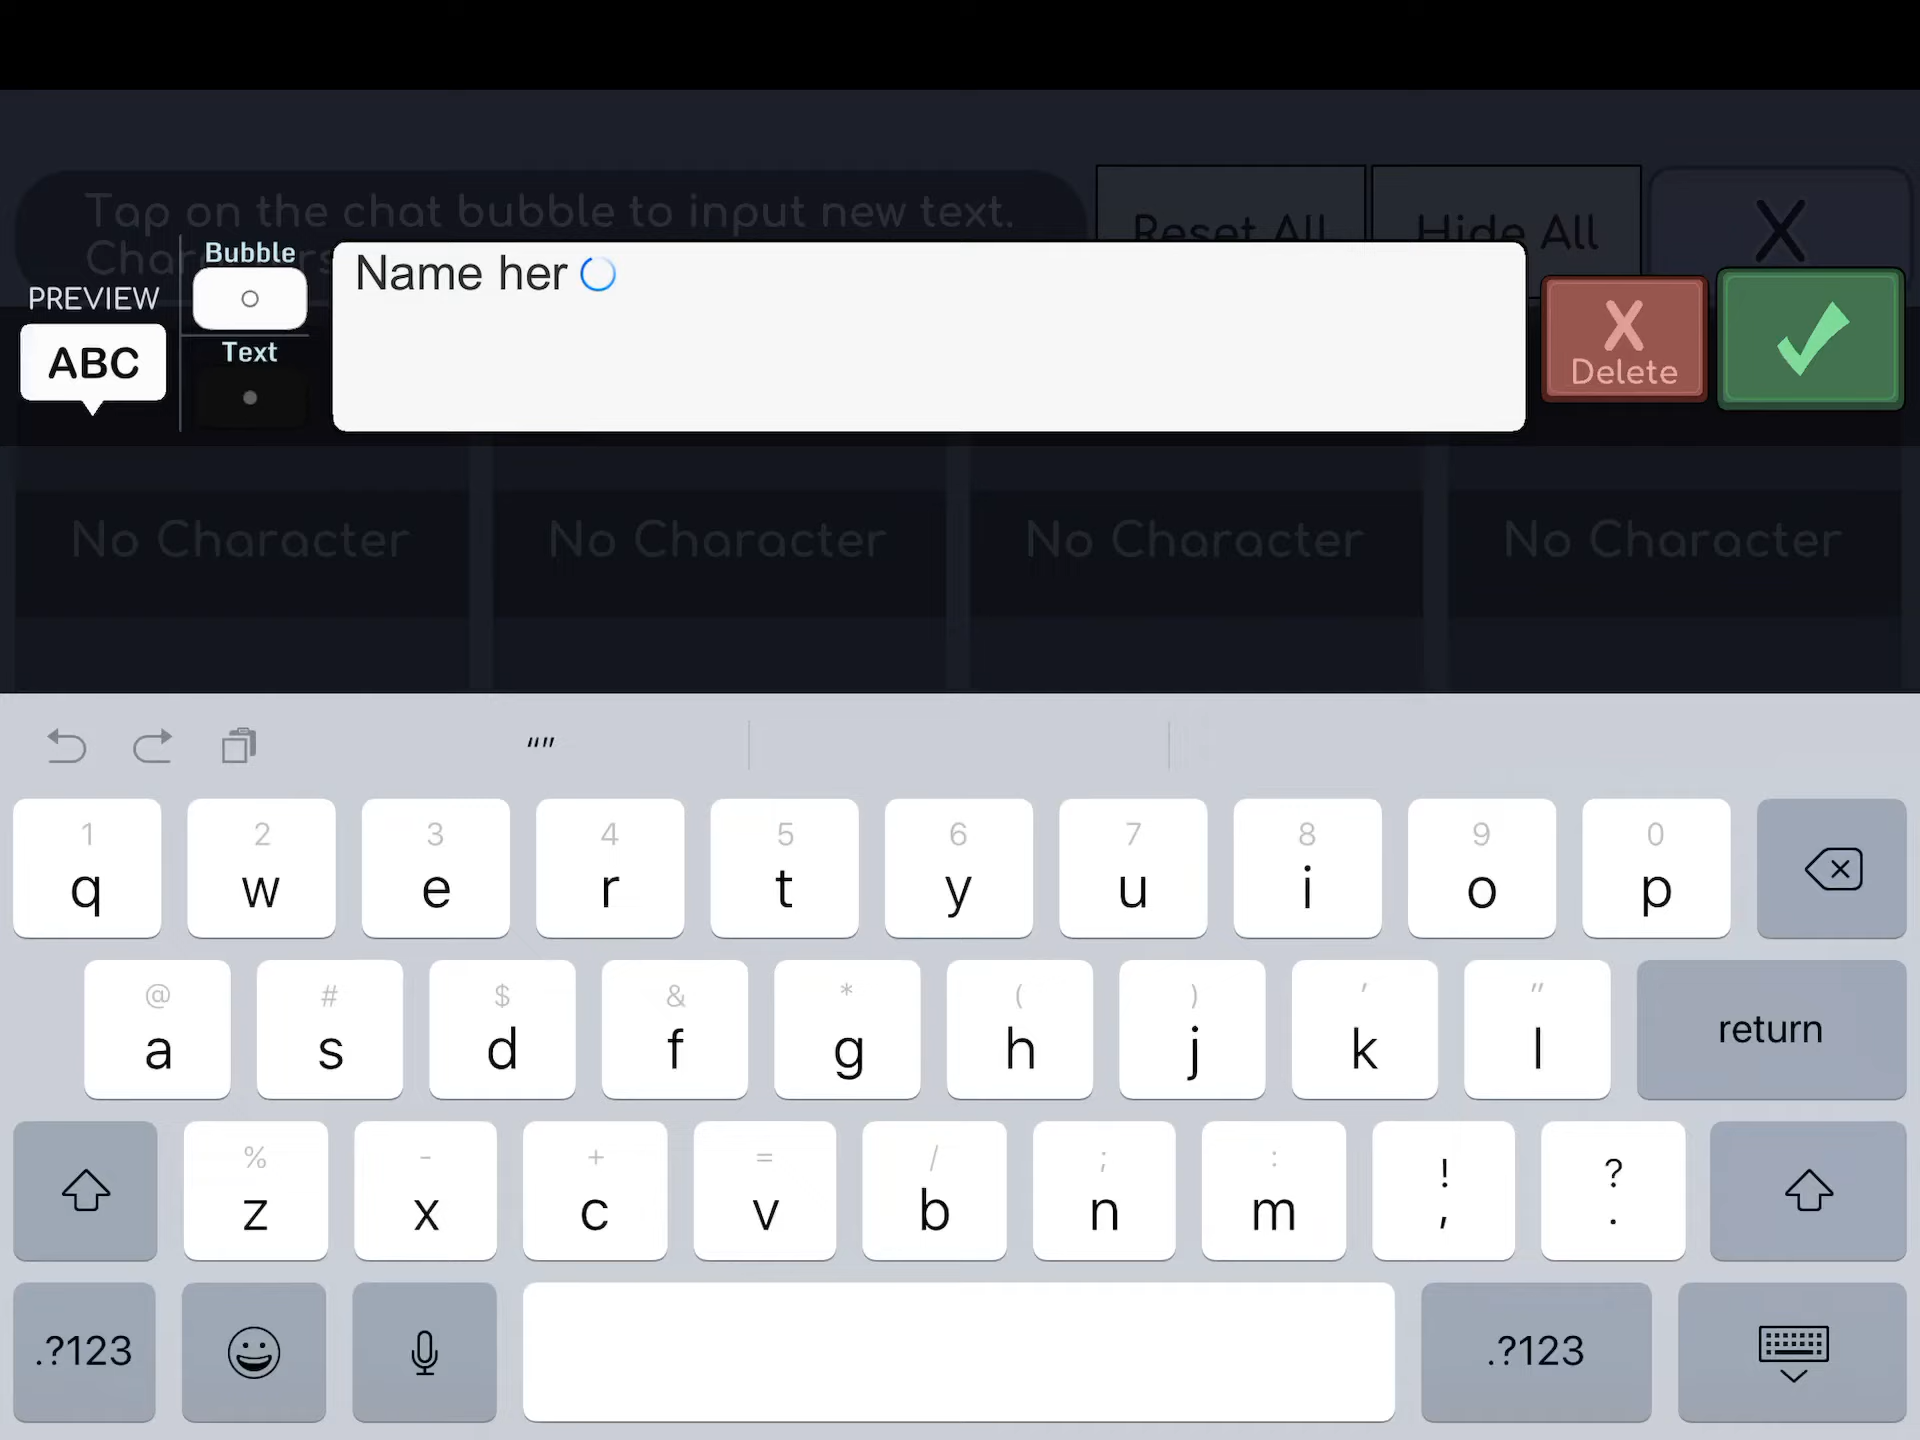 Tap on the chat bubble to input new text.
Reset All
Hide All
X
Bubble
PREVIEW
ABC
Text
Name her
X
Delete
No Character
No Character
No Character
No Character
""
1 2 3 4 5 6 7 8 9 0
q w e r t y u i o p
@ # $ & * ( ) ' "
a s d f g h j k l return
% - + = / ; : ! ?
z x c v b n m , .
.?123 .?123